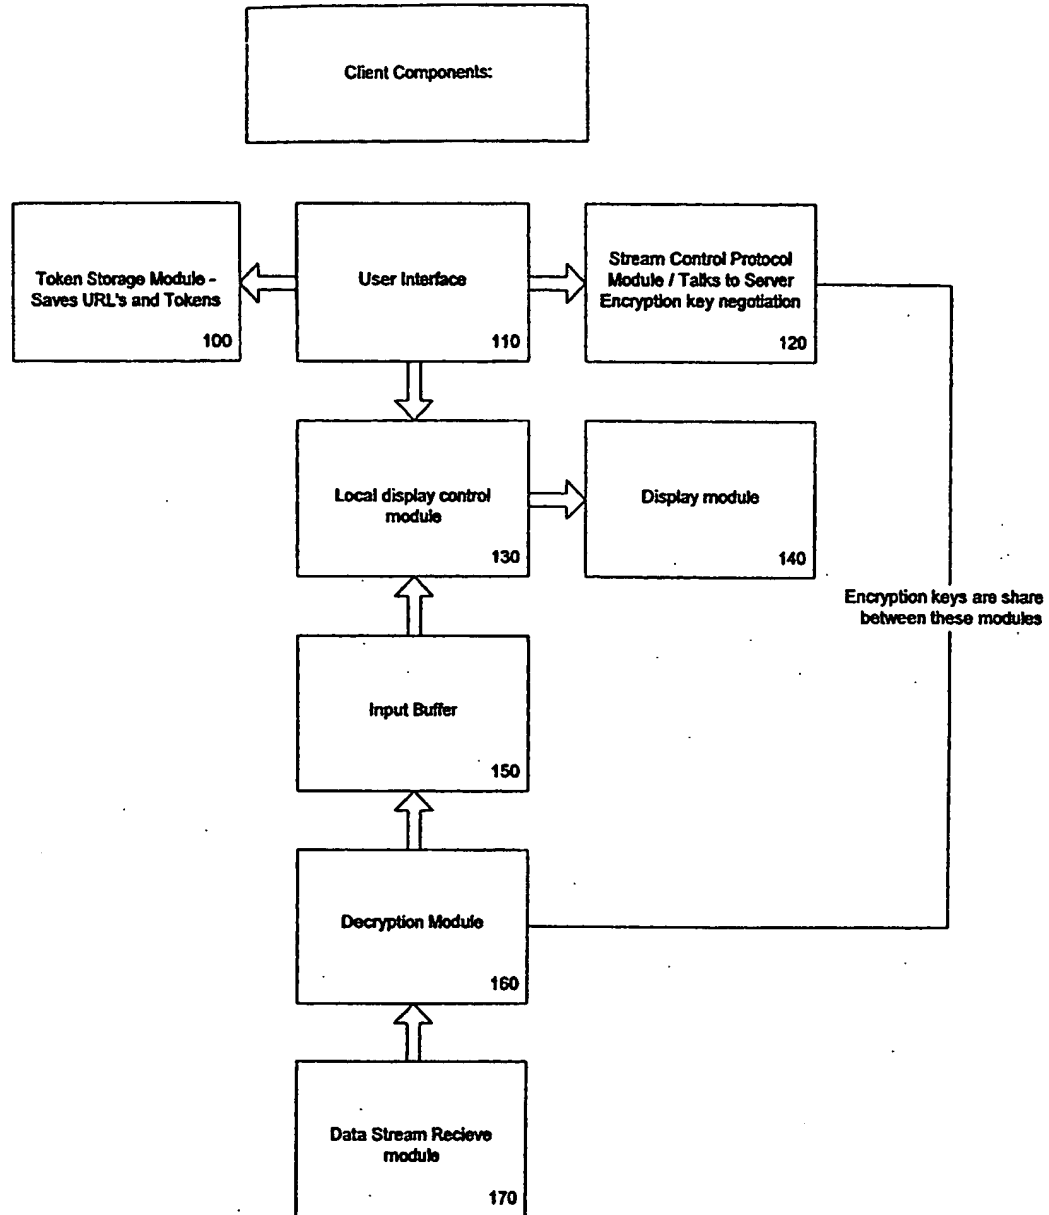 Client Components:
Token Storage Module -
Saves URL's and Tokens
100
User Interface
110
Stream Control Protocol
Module / Talks to Server
Encryption key negotiation
120
Local display control
module
130
Display module
140
Encryption keys are share
between these modules
Input Buffer
150
Decryption Module
160
Data Stream Recieve
module
170